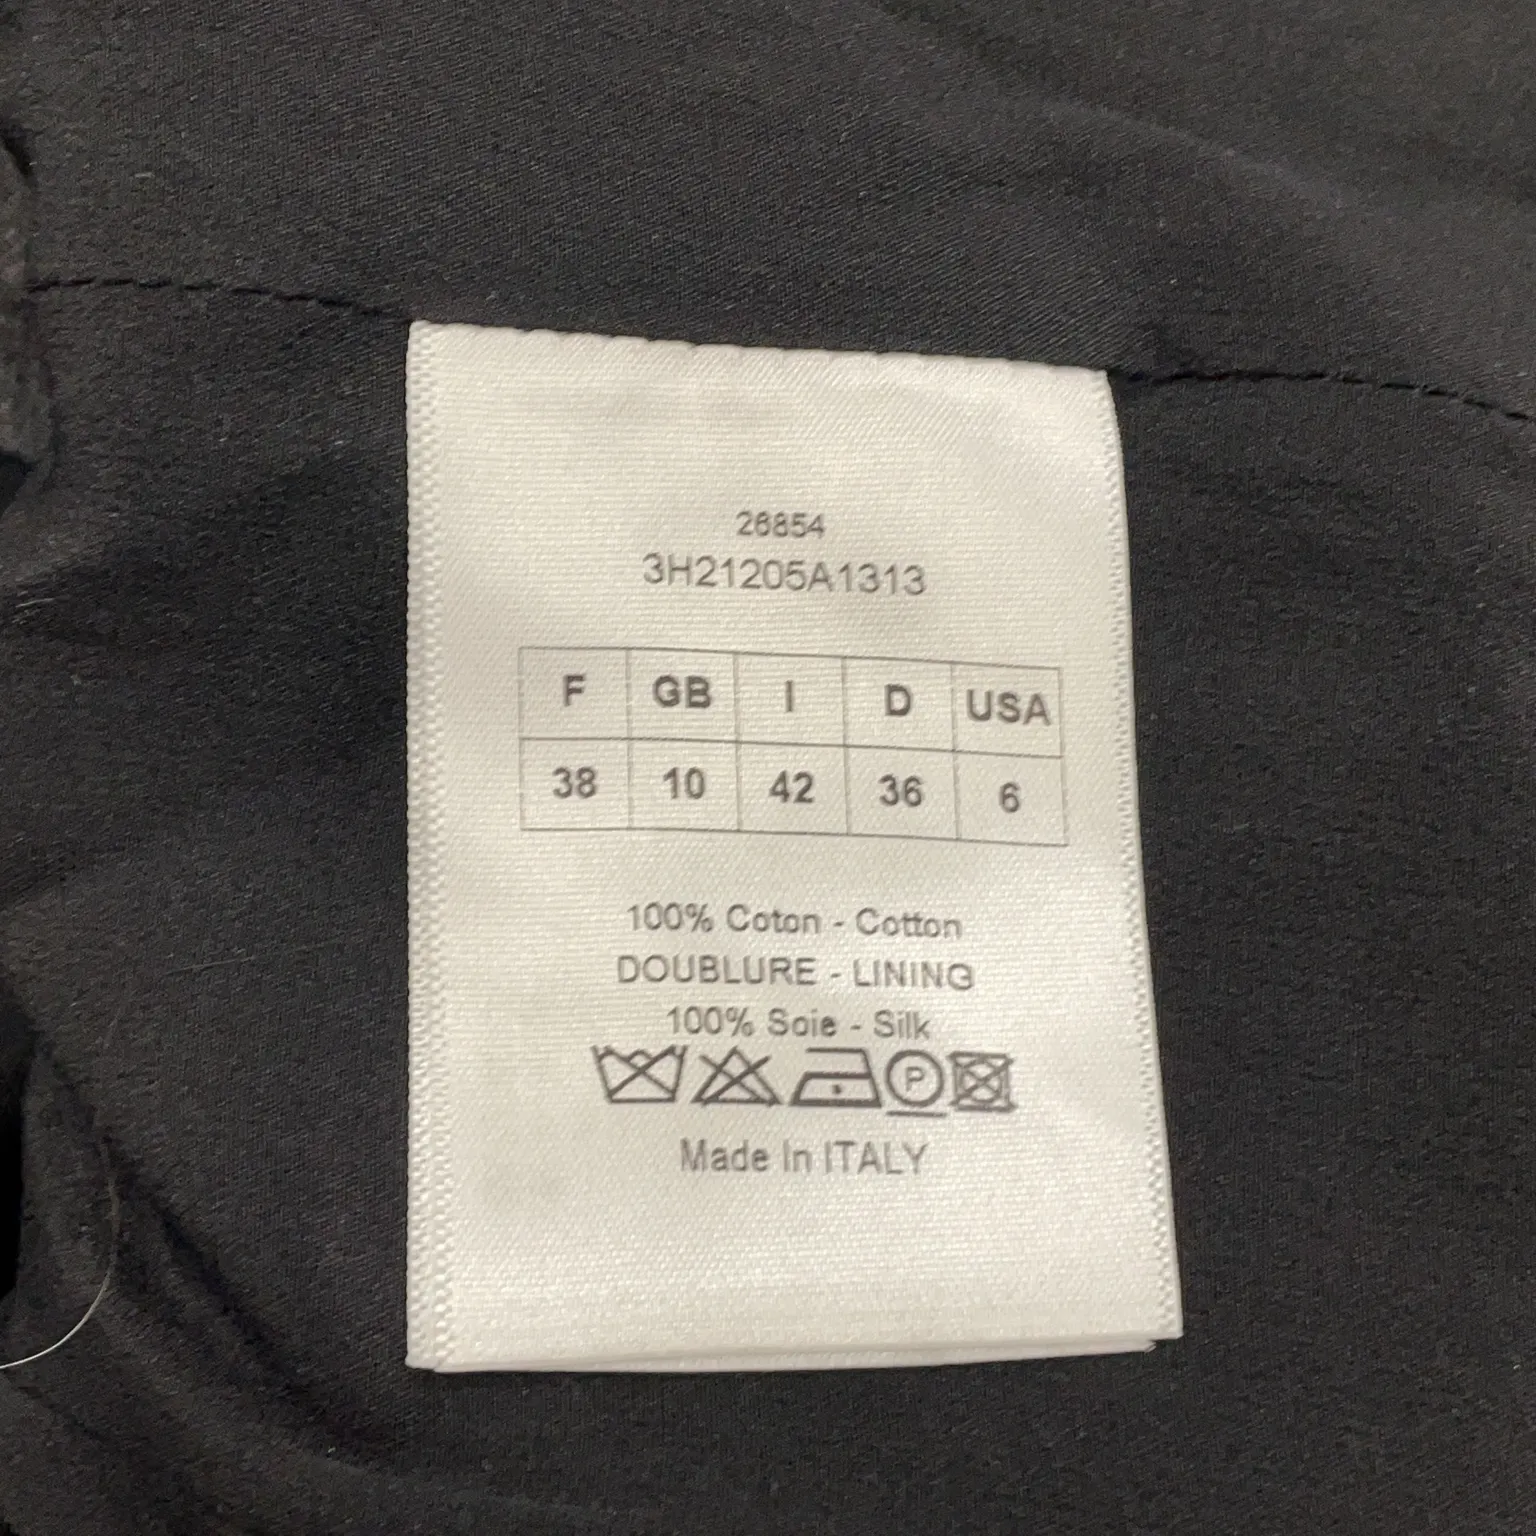 26854
3H21205A1313
F GB I D USA
38 10 42 36 6
100% Coton - Cotton
DOUBLURE - LINING
100% Soie - Silk
P
Made In ITALY